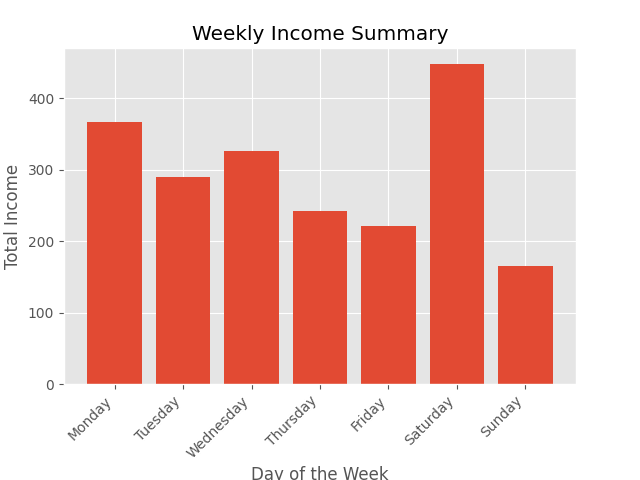 Weekly Income Summary
Total Income
400
300
200
100
0
Monday
Tuesday
Wednesday
Thursday
Friday
Saturday
Sunday
Day of the Week